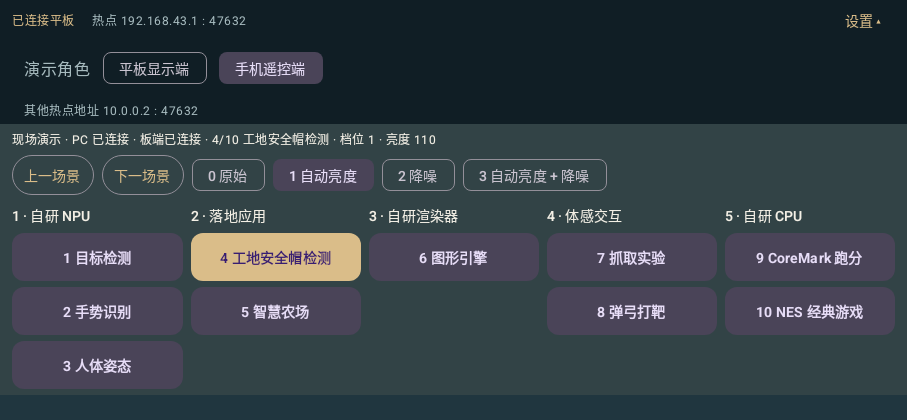 已连接平板 热点 192.168.43.1 : 47632 设置 ▴
演示角色 平板显示端 手机遥控端
其他热点地址 10.0.0.2 : 47632
现场演示 · PC 已连接 · 板端已连接 · 4/10 工地安全帽检测 · 档位 1 · 亮度 110
上一场景 下一场景 0 原始 1 自动亮度 2 降噪 3 自动亮度 + 降噪
1 · 自研 NPU 2 · 落地应用 3 · 自研渲染器 4 · 体感交互 5 · 自研 CPU
1 目标检测 4 工地安全帽检测 6 图形引擎 7 抓取实验 9 CoreMark 跑分
2 手势识别 5 智慧农场 8 弹弓打靶 10 NES 经典游戏
3 人体姿态